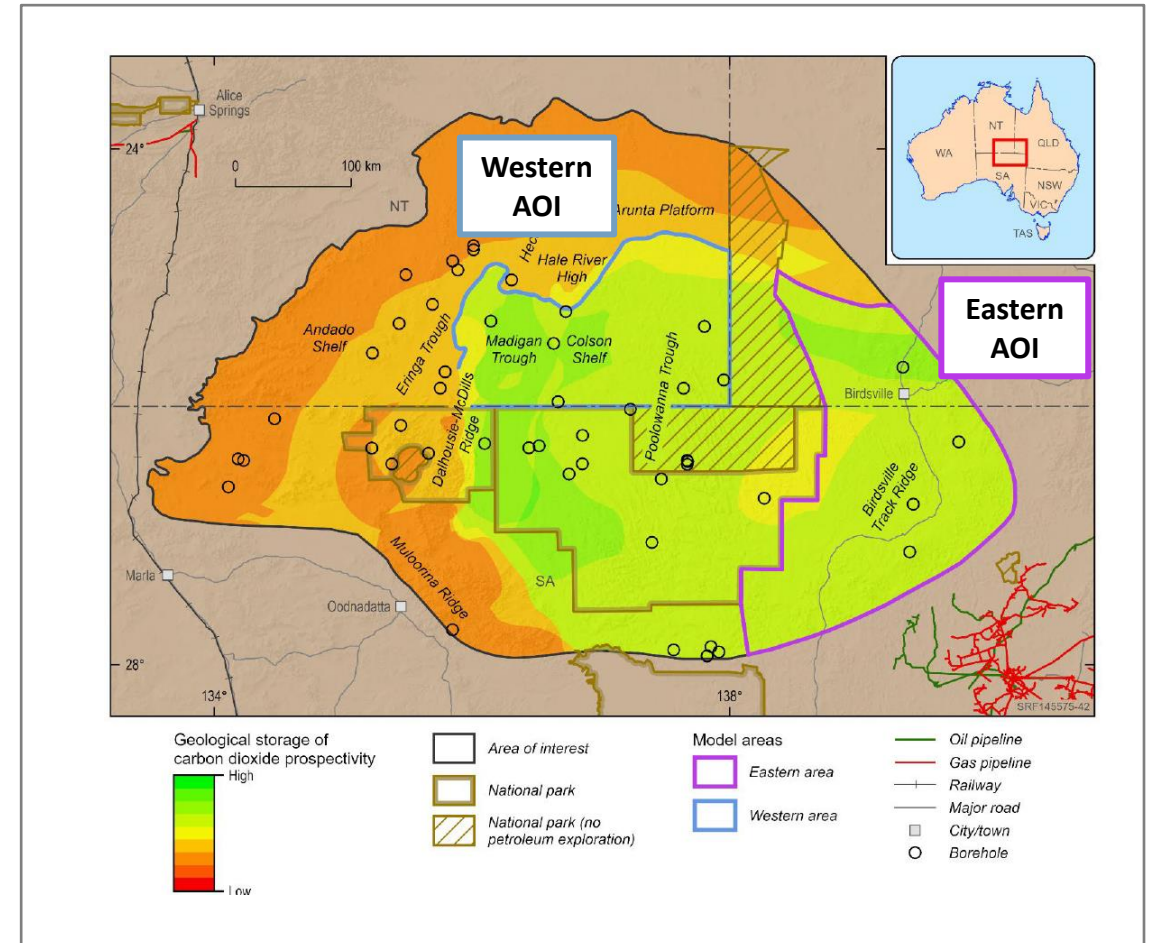 Alice
Springs
24°
0
100 km
NT
Western
AOI
Hec
Arunta Platform
Hale River
High
Andado
Shelf
Eringa Trough
Madigan
Trough
Colson
Shelf
Poolowanna Trough
Dalhousie-McDills
Ridge
Birdsville
Birdsville
Track Ridge
Muloorina Ridge
SA
Marla
Oodnadatta
28°
134°
138°
SRF145575-42
NT
QLD
WA
SA
NSW
VIC
TAS
Eastern
AOI
Geological storage of
carbon dioxide prospectivity
High
Low
Area of interest
National park
National park (no
petroleum exploration)
Model areas
Eastern area
Western area
Oil pipeline
Gas pipeline
Railway
Major road
City/town
Borehole